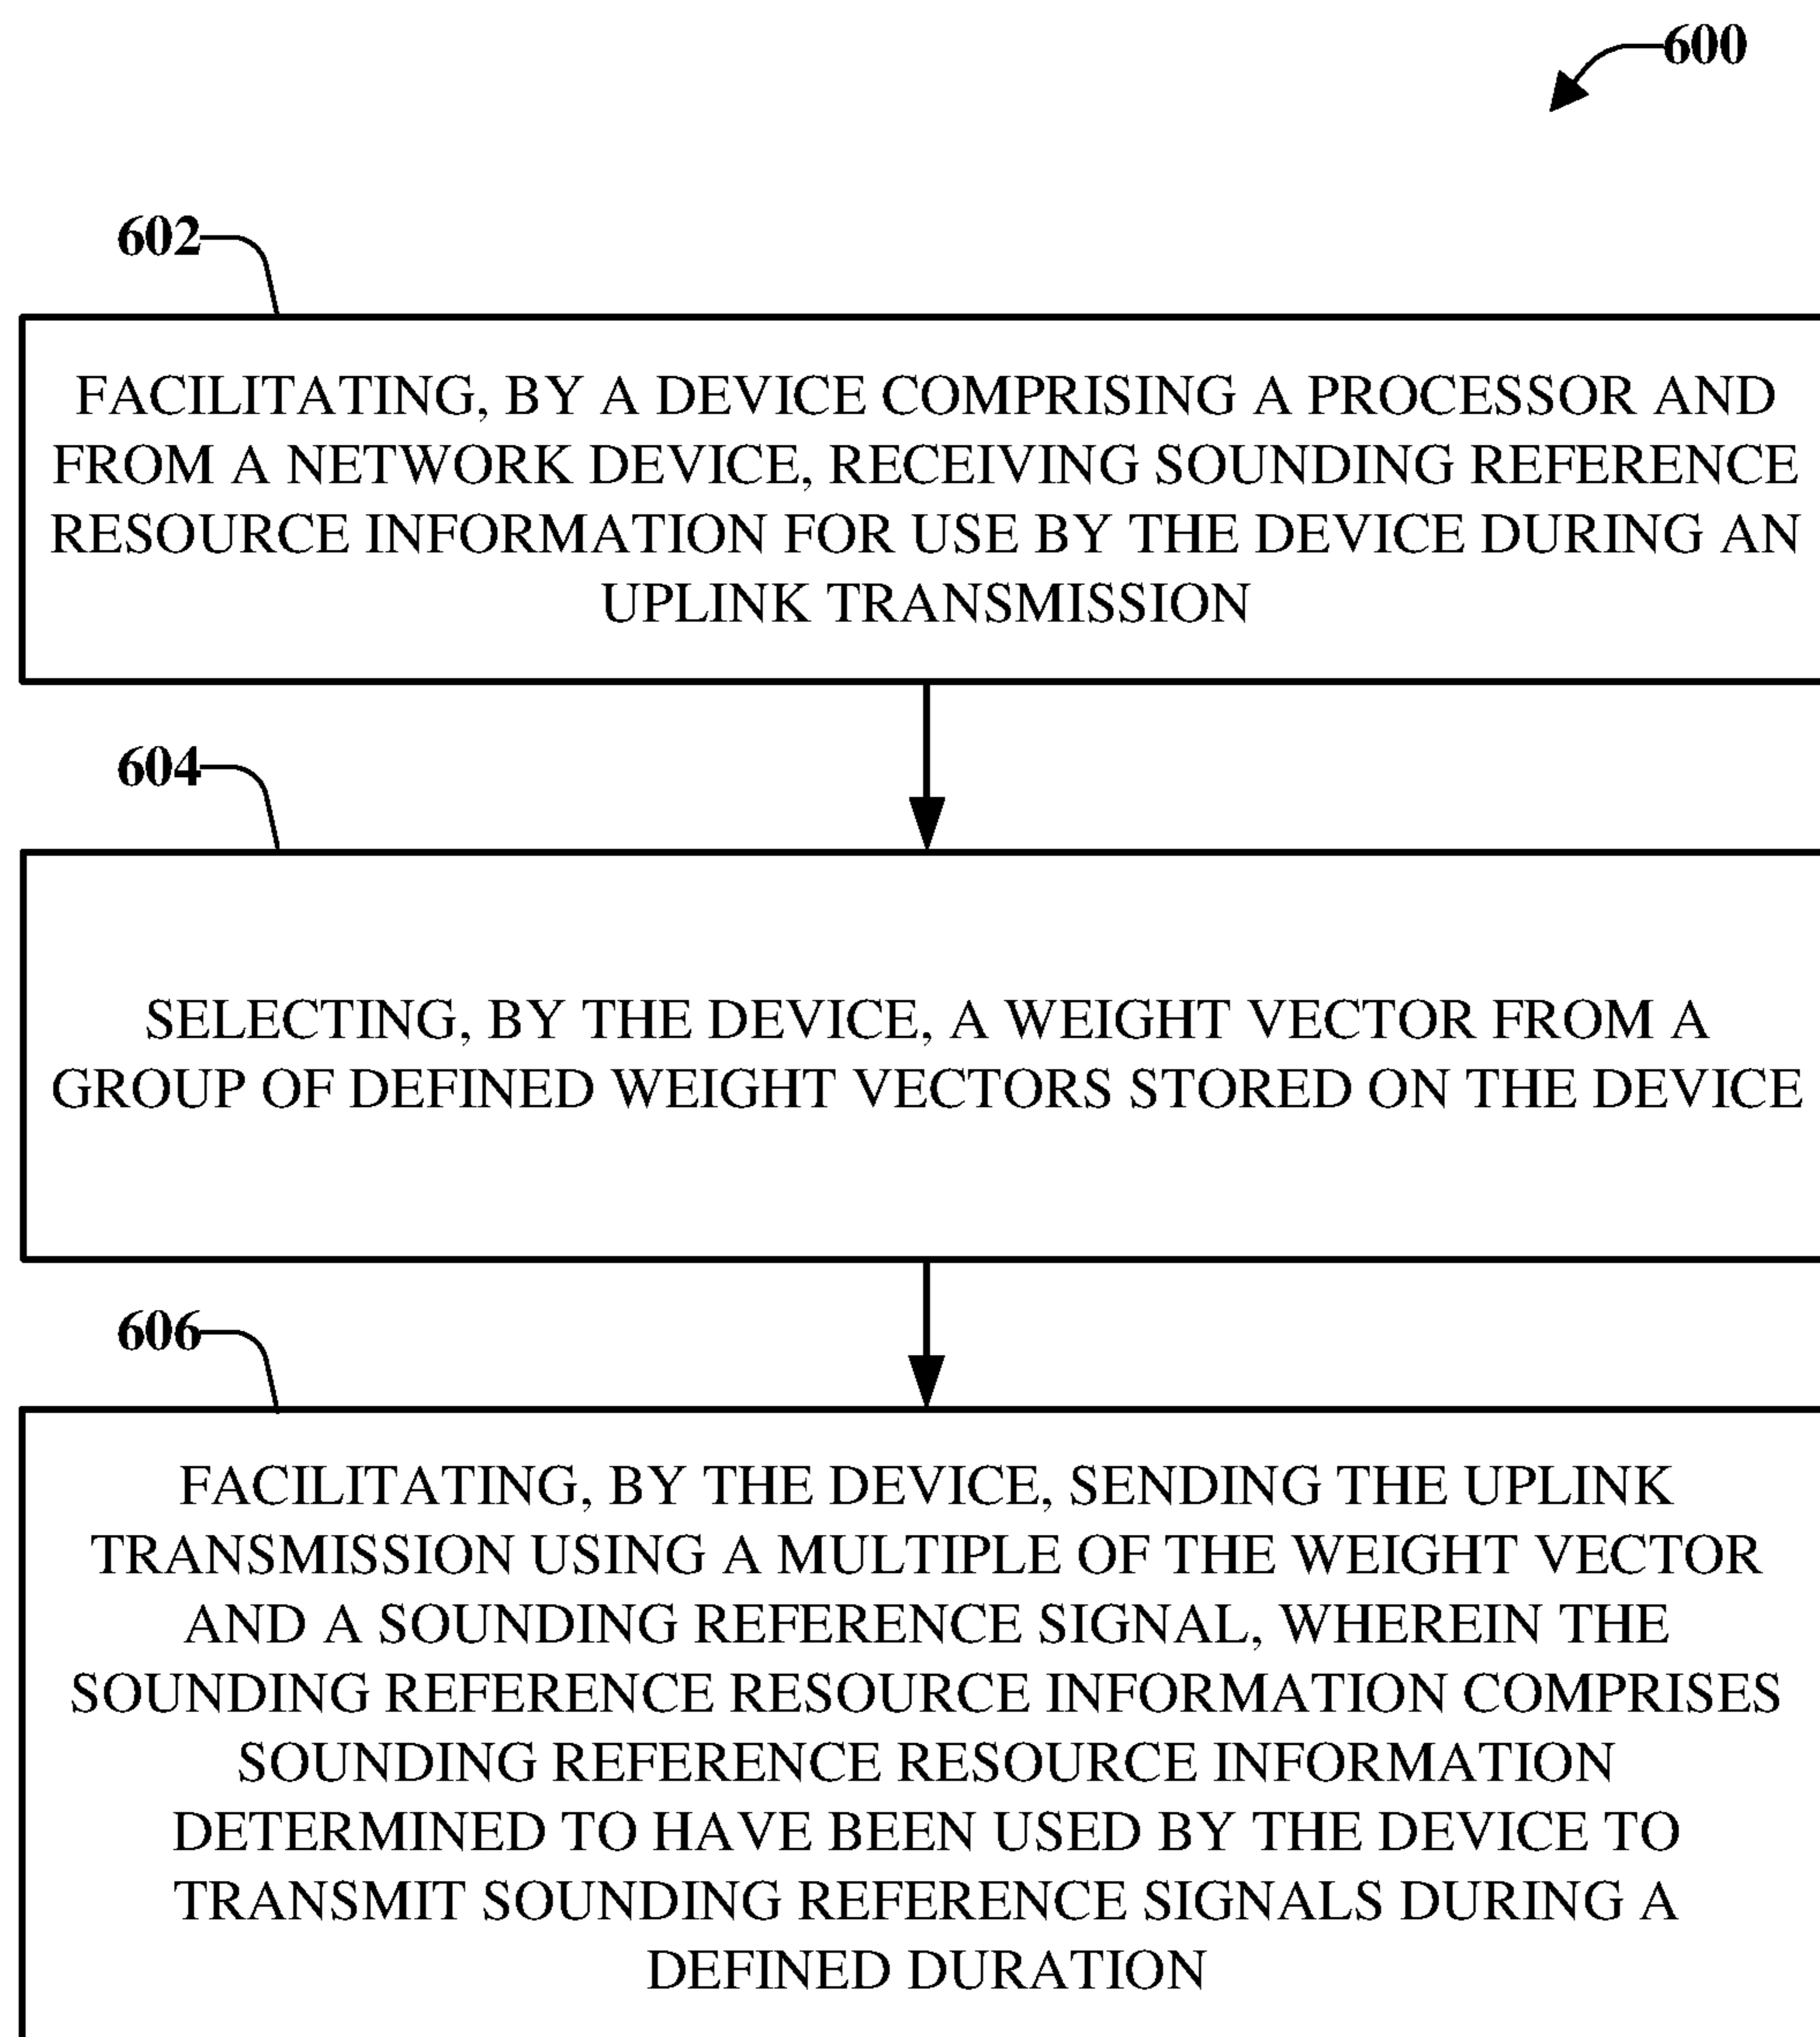 600
602
FACILITATING, BY A DEVICE COMPRISING A PROCESSOR AND
FROM A NETWORK DEVICE, RECEIVING SOUNDING REFERENCE
RESOURCE INFORMATION FOR USE BY THE DEVICE DURING AN
UPLINK TRANSMISSION
604
SELECTING, BY THE DEVICE, A WEIGHT VECTOR FROM A
GROUP OF DEFINED WEIGHT VECTORS STORED ON THE DEVICE
606
FACILITATING, BY THE DEVICE, SENDING THE UPLINK
TRANSMISSION USING A MULTIPLE OF THE WEIGHT VECTOR
AND A SOUNDING REFERENCE SIGNAL, WHEREIN THE
SOUNDING REFERENCE RESOURCE INFORMATION COMPRISES
SOUNDING REFERENCE RESOURCE INFORMATION
DETERMINED TO HAVE BEEN USED BY THE DEVICE TO
TRANSMIT SOUNDING REFERENCE SIGNALS DURING A
DEFINED DURATION